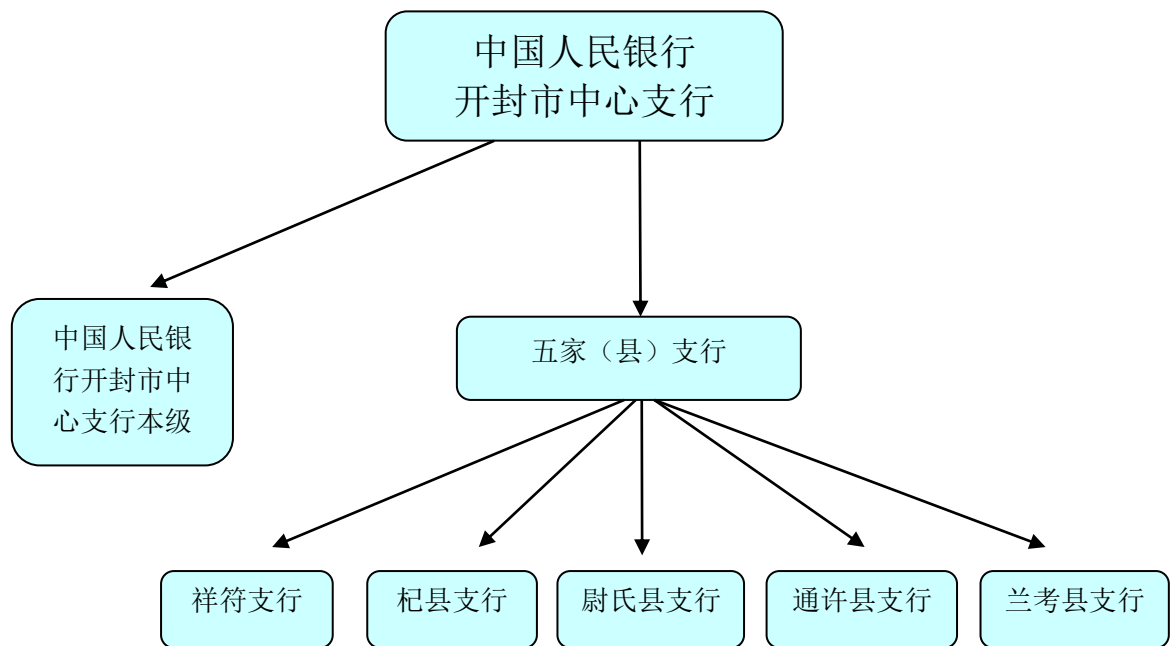 中国人民银行
开封市中心支行
中国人民银
行开封市中
心支行本级
五家（县）支行
祥符支行
杞县支行
尉氏县支行
通许县支行
兰考县支行